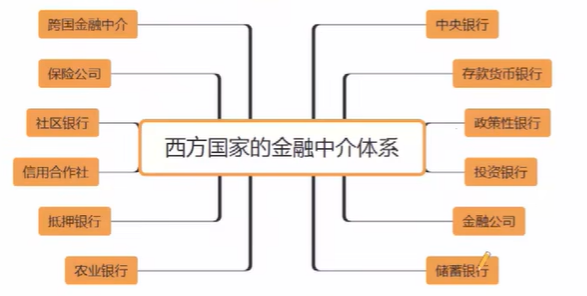 跨国金融中介
中央银行
保险公司
存款货币银行
社区银行
政策性银行
西方国家的金融中介体系
信用合作社
投资银行
抵押银行
金融公司
农业银行
储蓄银行